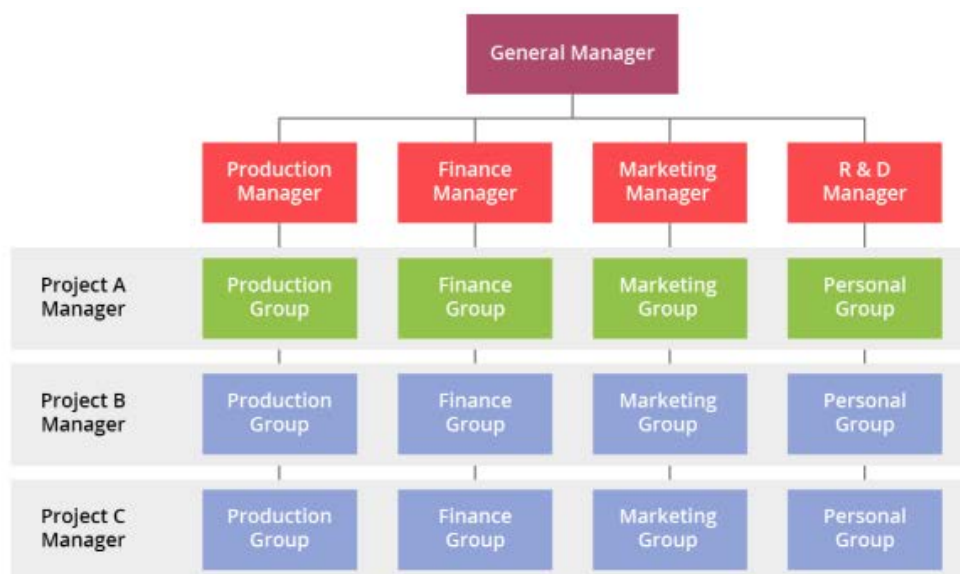 General Manager
Production
Manager
Finance
Manager
Marketing
Manager
R & D
Manager
Project A
Manager
Production
Group
Finance
Group
Marketing
Group
Personal
Group
Project B
Manager
Production
Group
Finance
Group
Marketing
Group
Personal
Group
Project C
Manager
Production
Group
Finance
Group
Marketing
Group
Personal
Group